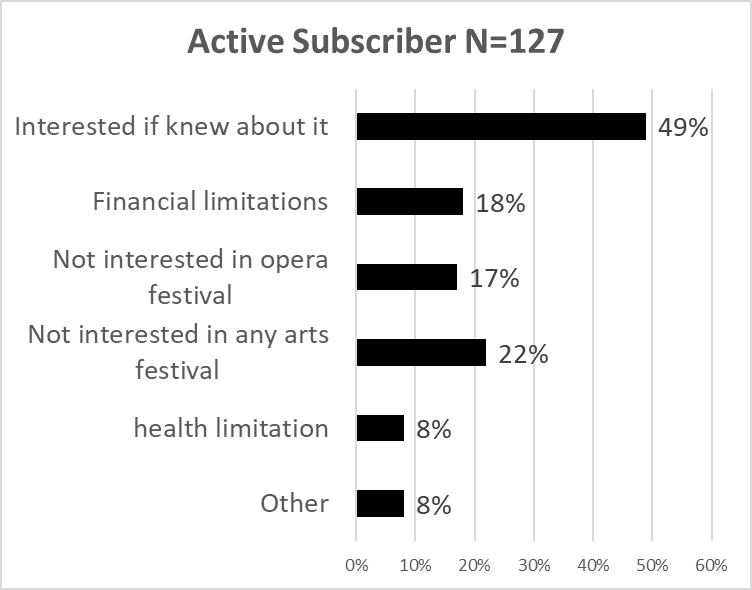 Active Subscriber N=127
Interested if knew about it
49%
Financial limitations
18%
Not interested in opera
festival
17%
Not interested in any arts
festival
22%
health limitation
8%
Other
8%
0% 10% 20% 30% 40% 50% 60%